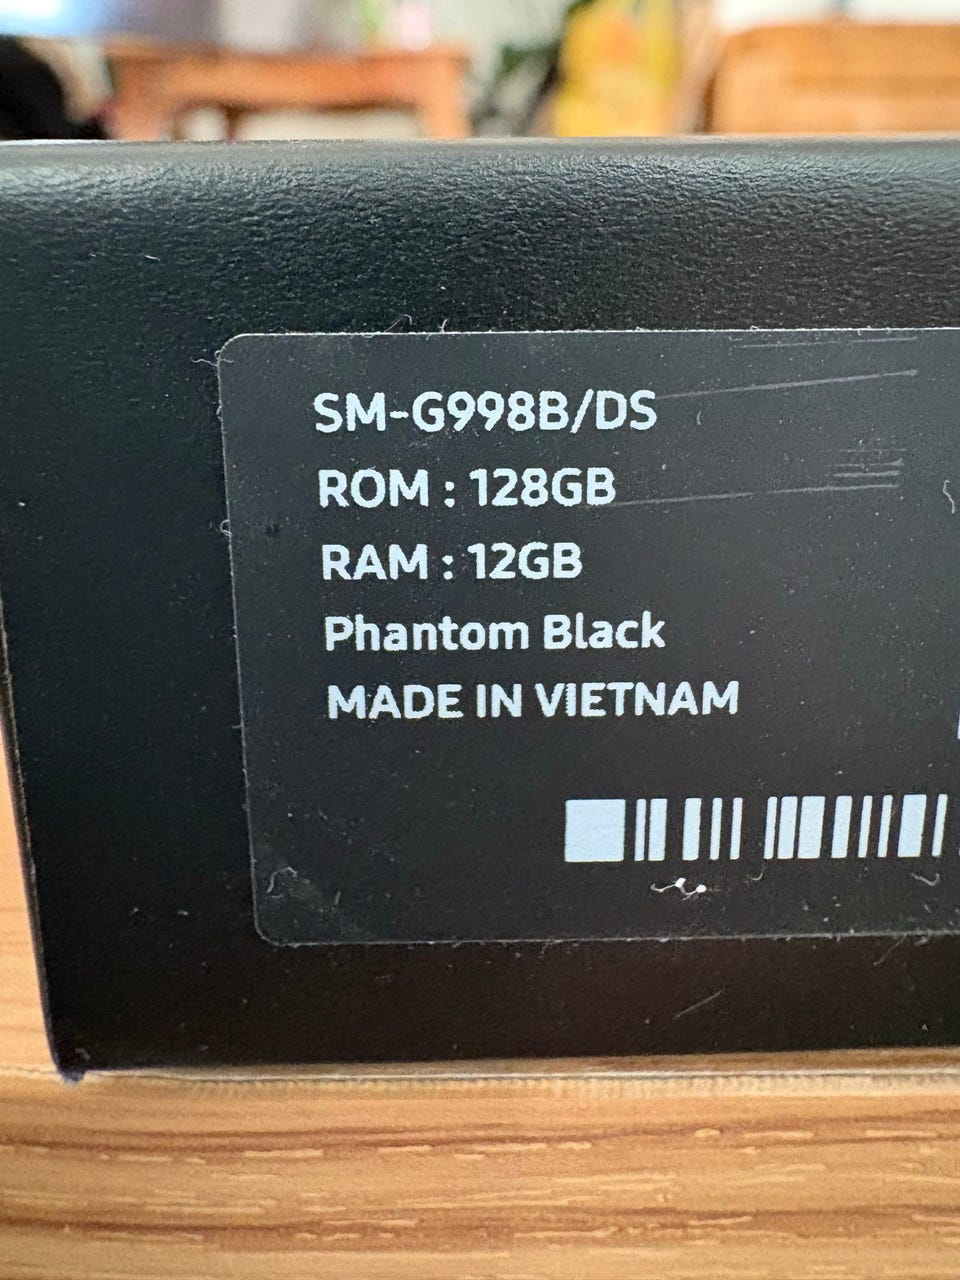 SM-G998B/DS
ROM : 128GB
RAM : 12GB
Phantom Black
MADE IN VIETNAM